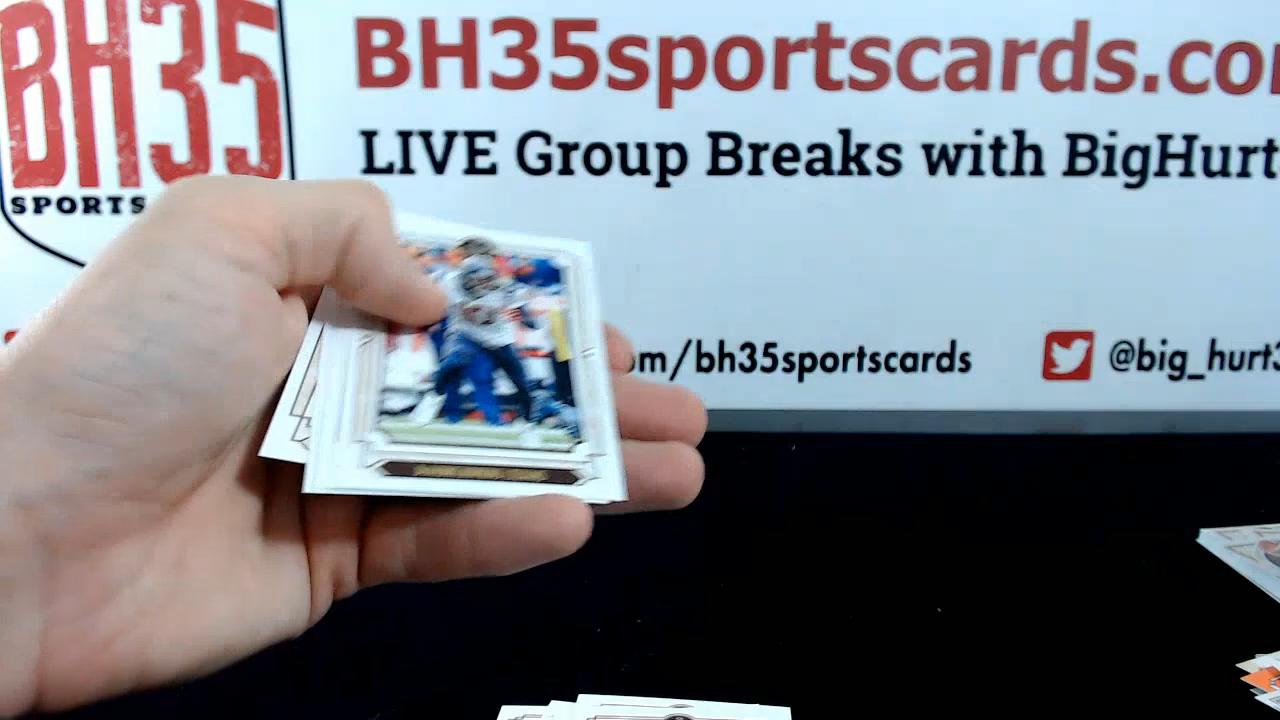 BH35
SPORTS
BH35sportscards.co
LIVE Group Breaks with BigHurt
m/bh35sportscards
@big_hurt3